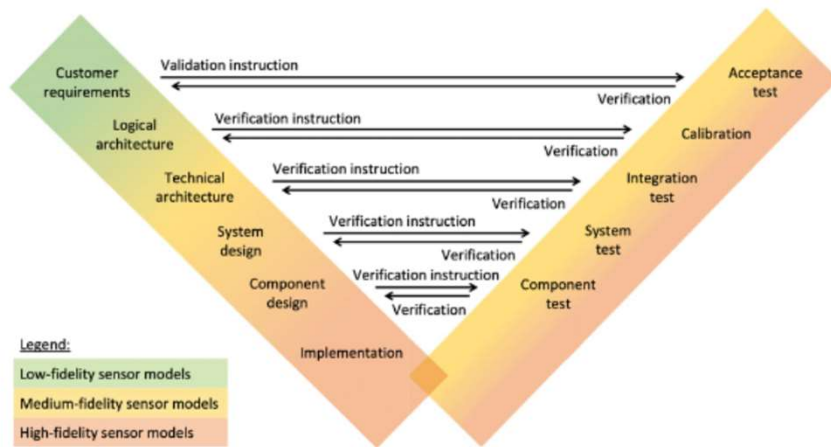 Customer
requirements
Validation instruction
Verification
Acceptance
test
Logical
architecture
Verification instruction
Verification
Calibration
Technical
architecture
Verification instruction
Verification
Integration
test
System
design
Verification instruction
Verification
System
test
Component
design
Verification instruction
Verification
Component
test
Implementation
Legend:
Low-fidelity sensor models
Medium-fidelity sensor models
High-fidelity sensor models